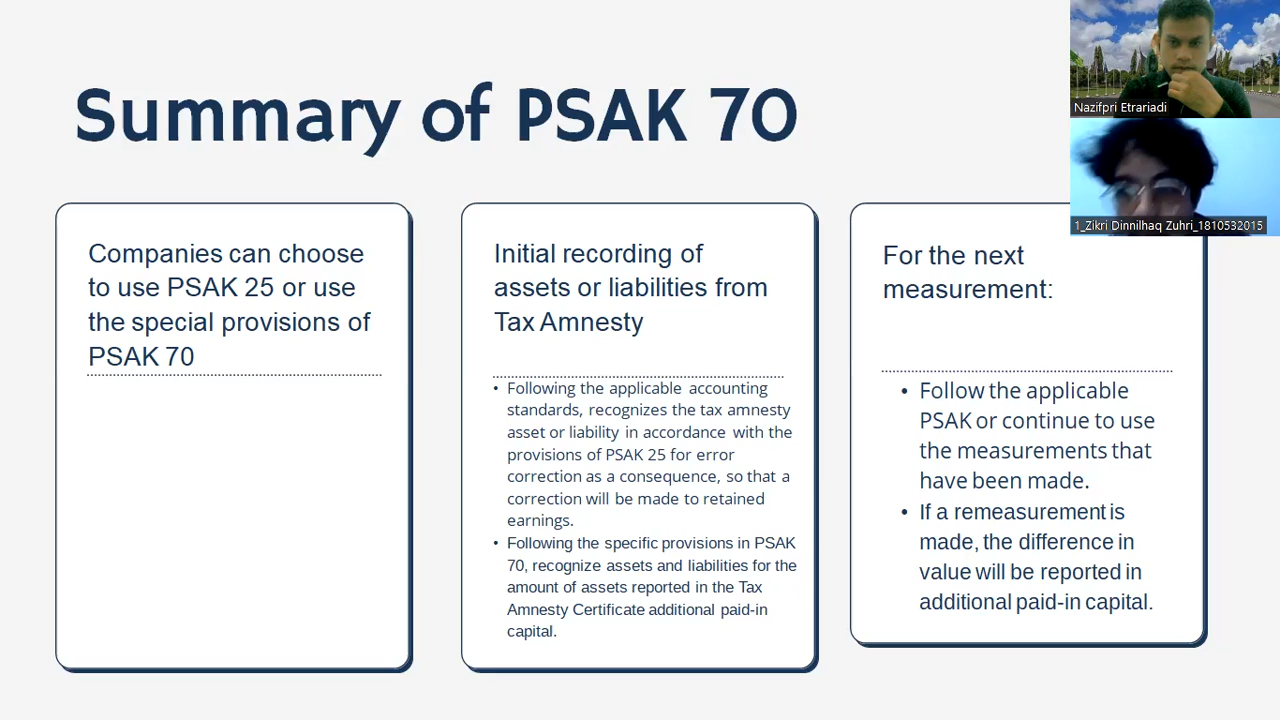 Summary of PSAK 70
Nazifpri Etrariadi
1_Zikri Dinnilhaq Zuhri_1810532015
Companies can choose
to use PSAK 25 or use
the special provisions of
PSAK 70
Initial recording of
assets or liabilities from
Tax Amnesty
• Following the applicable accounting
standards, recognizes the tax amnesty
asset or liability in accordance with the
provisions of PSAK 25 for error
correction as a consequence, so that a
correction will be made to retained
earnings.
• Following the specific provisions in PSAK
70, recognize assets and liabilities for the
amount of assets reported in the Tax
Amnesty Certificate additional paid-in
capital.
For the next
measurement:
• Follow the applicable
PSAK or continue to use
the measurements that
have been made.
• If a remeasurement is
made, the difference in
value will be reported in
additional paid-in capital.